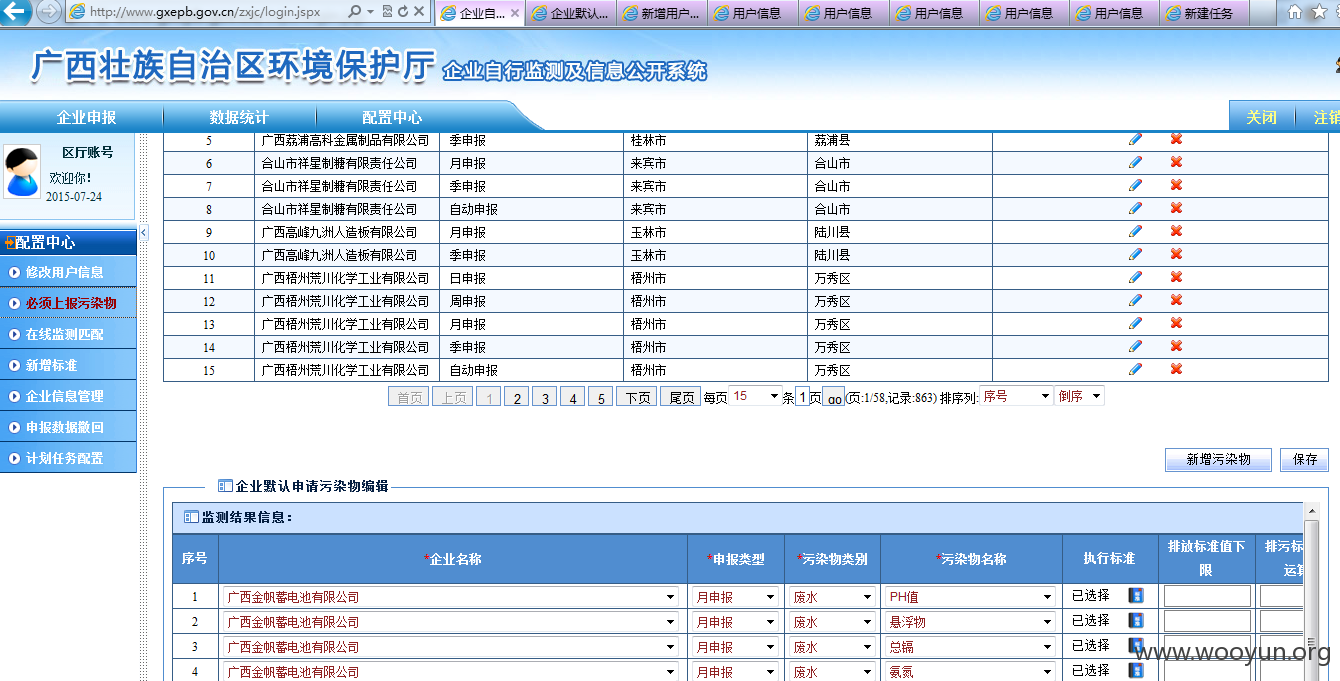 http://www.gxepb.gov.cn/zxjc/login.jspx
企业自... 企业默认... 新增用户... 用户信息 用户信息 用户信息 用户信息 用户信息 新建任务
广西壮族自治区环境保护厅 企业自行监测及信息公开系统
企业申报 数据统计 配置中心 关闭 注销
区厅账号
欢迎你！
2015-07-24
配置中心
修改用户信息
必须上报污染物
在线监测匹配
新增标准
企业信息管理
申报数据撤回
计划任务配置
5 广西荔浦高科金属制品有限公司 季申报 桂林市 荔浦县
6 合山市祥星制糖有限责任公司 月申报 来宾市 合山市
7 合山市祥星制糖有限责任公司 季申报 来宾市 合山市
8 合山市祥星制糖有限责任公司 自动申报 来宾市 合山市
9 广西高峰九洲人造板有限公司 月申报 玉林市 陆川县
10 广西高峰九洲人造板有限公司 季申报 玉林市 陆川县
11 广西梧州荒川化学工业有限公司 日申报 梧州市 万秀区
12 广西梧州荒川化学工业有限公司 周申报 梧州市 万秀区
13 广西梧州荒川化学工业有限公司 月申报 梧州市 万秀区
14 广西梧州荒川化学工业有限公司 季申报 梧州市 万秀区
15 广西梧州荒川化学工业有限公司 自动申报 梧州市 万秀区
首页 上页 1 2 3 4 5 下页 尾页 每页 15 条 1 页 go (页:1/58,记录:863) 排序列: 序号 倒序
新增污染物 保存
企业默认申请污染物编辑
监测结果信息：
序号 *企业名称 *申报类型 *污染物类别 *污染物名称 执行标准 排放标准值下限 排污标 运算
1 广西金帆蓄电池有限公司 月申报 废水 PH值 已选择
2 广西金帆蓄电池有限公司 月申报 废水 悬浮物 已选择
3 广西金帆蓄电池有限公司 月申报 废水 总镉 已选择
4 广西金帆蓄电池有限公司 月申报 废水 氨氮 已选择
www.wooyun.org